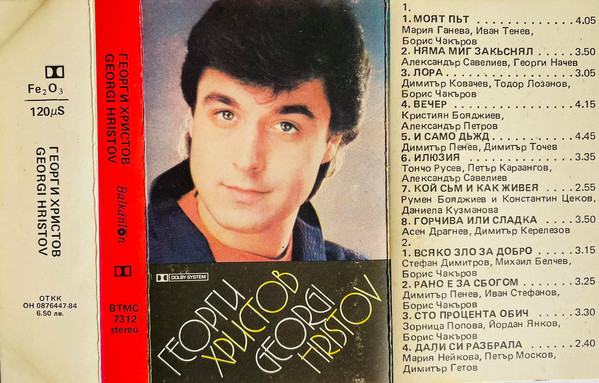 Fe₂O₃
120µS
ГЕОРГИ ХРИСТОВ
GEORGI HRISTOV
ОТКК
ОН 0876447-84
6.50 лв.
ГЕОРГИ ХРИСТОВ
GEORGI HRISTOV
Balkanton
ВТМС
7312
stereo
DOLBY SYSTEM
ГЕОРГИ
ХРИСТОВ
GEORGI
HRISTOV
1.
1. МОЯТ ПЪТ . . . . . . . . . . . . . . . 4.05
Мария Ганева, Иван Тенев,
Борис Чакъров
2. НЯМА МИГ ЗАКЪСНЯЛ . . . . . . . 3.50
Александър Савелиев, Георги Начев
3. ЛОРА . . . . . . . . . . . . . . . . . . . 3.05
Димитър Ковачев, Тодор Лозанов,
Борис Чакъров
4. ВЕЧЕР . . . . . . . . . . . . . . . . . . 4.15
Кристиян Бояджиев,
Александър Петров
5. И САМО ДЪЖД . . . . . . . . . . . . . 4.45
Димитър Пенев, Димитър Точев
6. ИЛЮЗИЯ . . . . . . . . . . . . . . . . . 3.35
Тончо Русев, Петър Караангов,
Александър Савелиев
7. КОЙ СЪМ И КАК ЖИВЕЯ . . . . . . 2.55
Румен Бояджиев и Константин Цеков,
Даниела Кузманова
8. ГОРЧИВА ИЛИ СЛАДКА . . . . . . . 3.50
Асен Драгнев, Димитър Керелезов
2.
1. ВСЯКО ЗЛО ЗА ДОБРО . . . . . . . . 3.15
Стефан Димитров, Михаил Белчев,
Борис Чакъров
2. РАНО Е ЗА СБОГОМ . . . . . . . . . 3.25
Димитър Пенев, Иван Стефанов,
Борис Чакъров
3. СТО ПРОЦЕНТА ОБИЧ . . . . . . . . 3.30
Зорница Попова, Йордан Янков,
Борис Чакъров
4. ДАЛИ СИ РАЗБРАЛА . . . . . . . . . 2.40
Мария Нейкова, Петър Москов,
Димитър Гетов